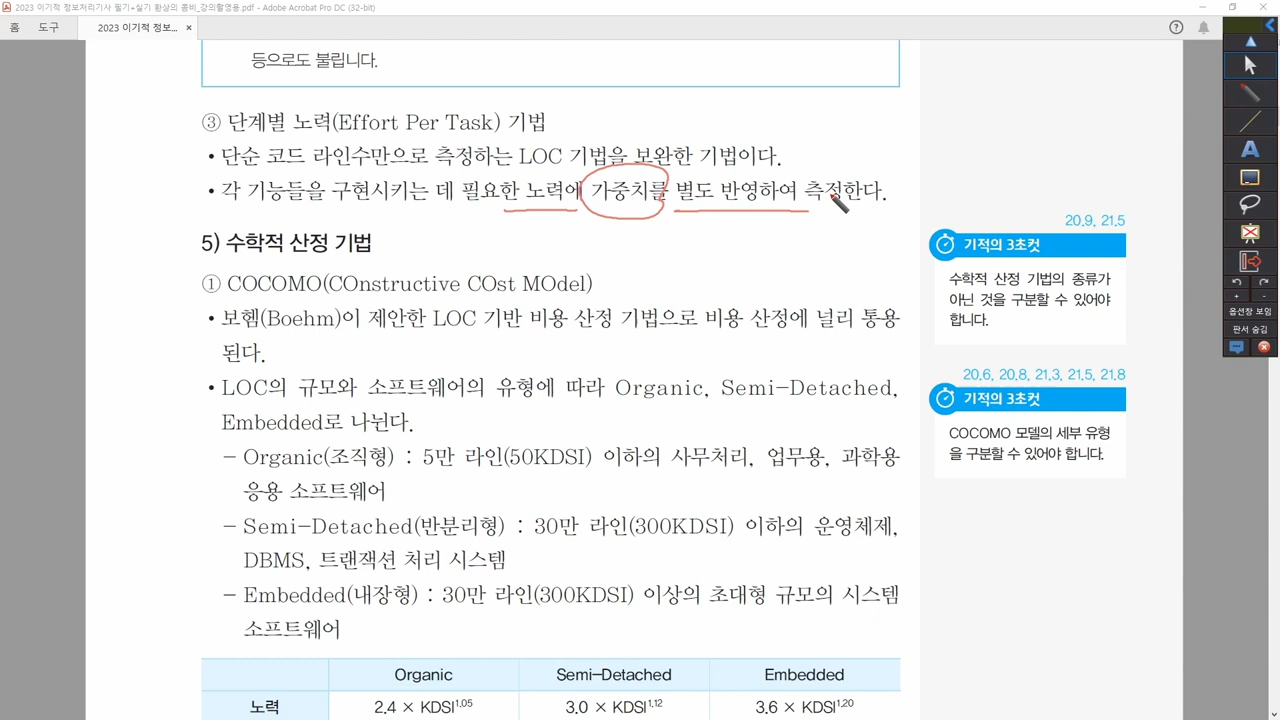 2023 이기적 정보처리기사 필기+실기 환상의 콤비_강의촬영용.pdf - Adobe Acrobat Pro DC (32-bit)
홈 도구 2023 이기적 정보... ×
등으로도 불립니다.
③ 단계별 노력(Effort Per Task) 기법
• 단순 코드 라인수만으로 측정하는 LOC 기법을 보완한 기법이다.
• 각 기능들을 구현시키는 데 필요한 노력에 가중치를 별도 반영하여 측정한다.
5) 수학적 산정 기법
① COCOMO(COnstructive COst MOdel)
• 보헴(Boehm)이 제안한 LOC 기반 비용 산정 기법으로 비용 산정에 널리 통용
된다.
• LOC의 규모와 소프트웨어의 유형에 따라 Organic, Semi-Detached,
Embedded로 나뉜다.
- Organic(조직형) : 5만 라인(50KDSI) 이하의 사무처리, 업무용, 과학용
응용 소프트웨어
- Semi-Detached(반분리형) : 30만 라인(300KDSI) 이하의 운영체제,
DBMS, 트랜잭션 처리 시스템
- Embedded(내장형) : 30만 라인(300KDSI) 이상의 초대형 규모의 시스템
소프트웨어
Organic Semi-Detached Embedded
노력 2.4 × KDSI1.05 3.0 × KDSI1.12 3.6 × KDSI1.20
20.9, 21.5
기적의 3초컷
수학적 산정 기법의 종류가
아닌 것을 구분할 수 있어야
합니다.
20.6, 20.8, 21.3, 21.5, 21.8
기적의 3초컷
COCOMO 모델의 세부 유형
을 구분할 수 있어야 합니다.
A
+ -
옵션창 보임
판서 숨김